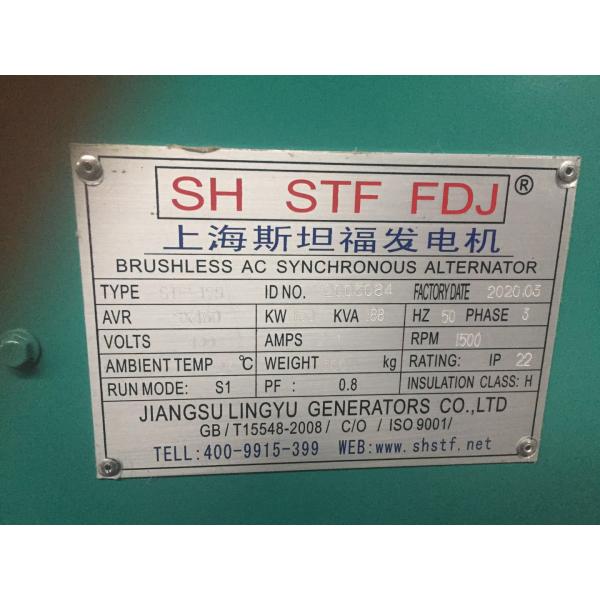 SH STF FDJ ®
上海斯坦福发电机
BRUSHLESS AC SYNCHRONOUS ALTERNATOR
TYPE ID NO. FACTORY DATE 2020.03
AVR KW KVA 188 HZ 50 PHASE 3
VOLTS AMPS RPM 1500
AMBIENT TEMP °C WEIGHT kg RATING: IP 22
RUN MODE: S1 PF: 0.8 INSULATION CLASS: H
JIANGSU LINGYU GENERATORS CO.,LTD
GB/T15548-2008/ C/O / ISO 9001/
TELL:400-9915-399 WEB:www.shstf.net